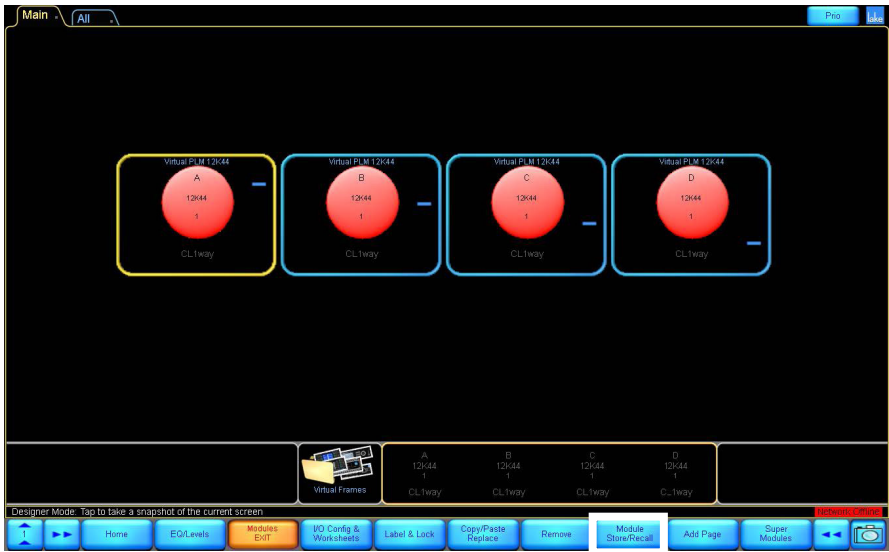 Main
All
Prio
lake
Virtual PLM 12K44
A
12K44
1
CL1way
Virtual PLM 12K44
B
12K44
1
CL1way
Virtual PLM 12K44
C
12K44
1
CL1way
Virtual PLM 12K44
D
12K44
1
CL1way
Virtual Frames
A
12K44
1
CL1way
B
12K44
1
CL1way
C
12K44
1
CL1way
D
12K44
1
CL1way
Designer Mode: Tap to take a snapshot of the current screen
Network Offline
1
Home
EQ/Levels
Modules
EXIT
I/O Config &
Worksheets
Label & Lock
Copy/Paste
Replace
Remove
Module
Store/Recall
Add Page
Super
Modules